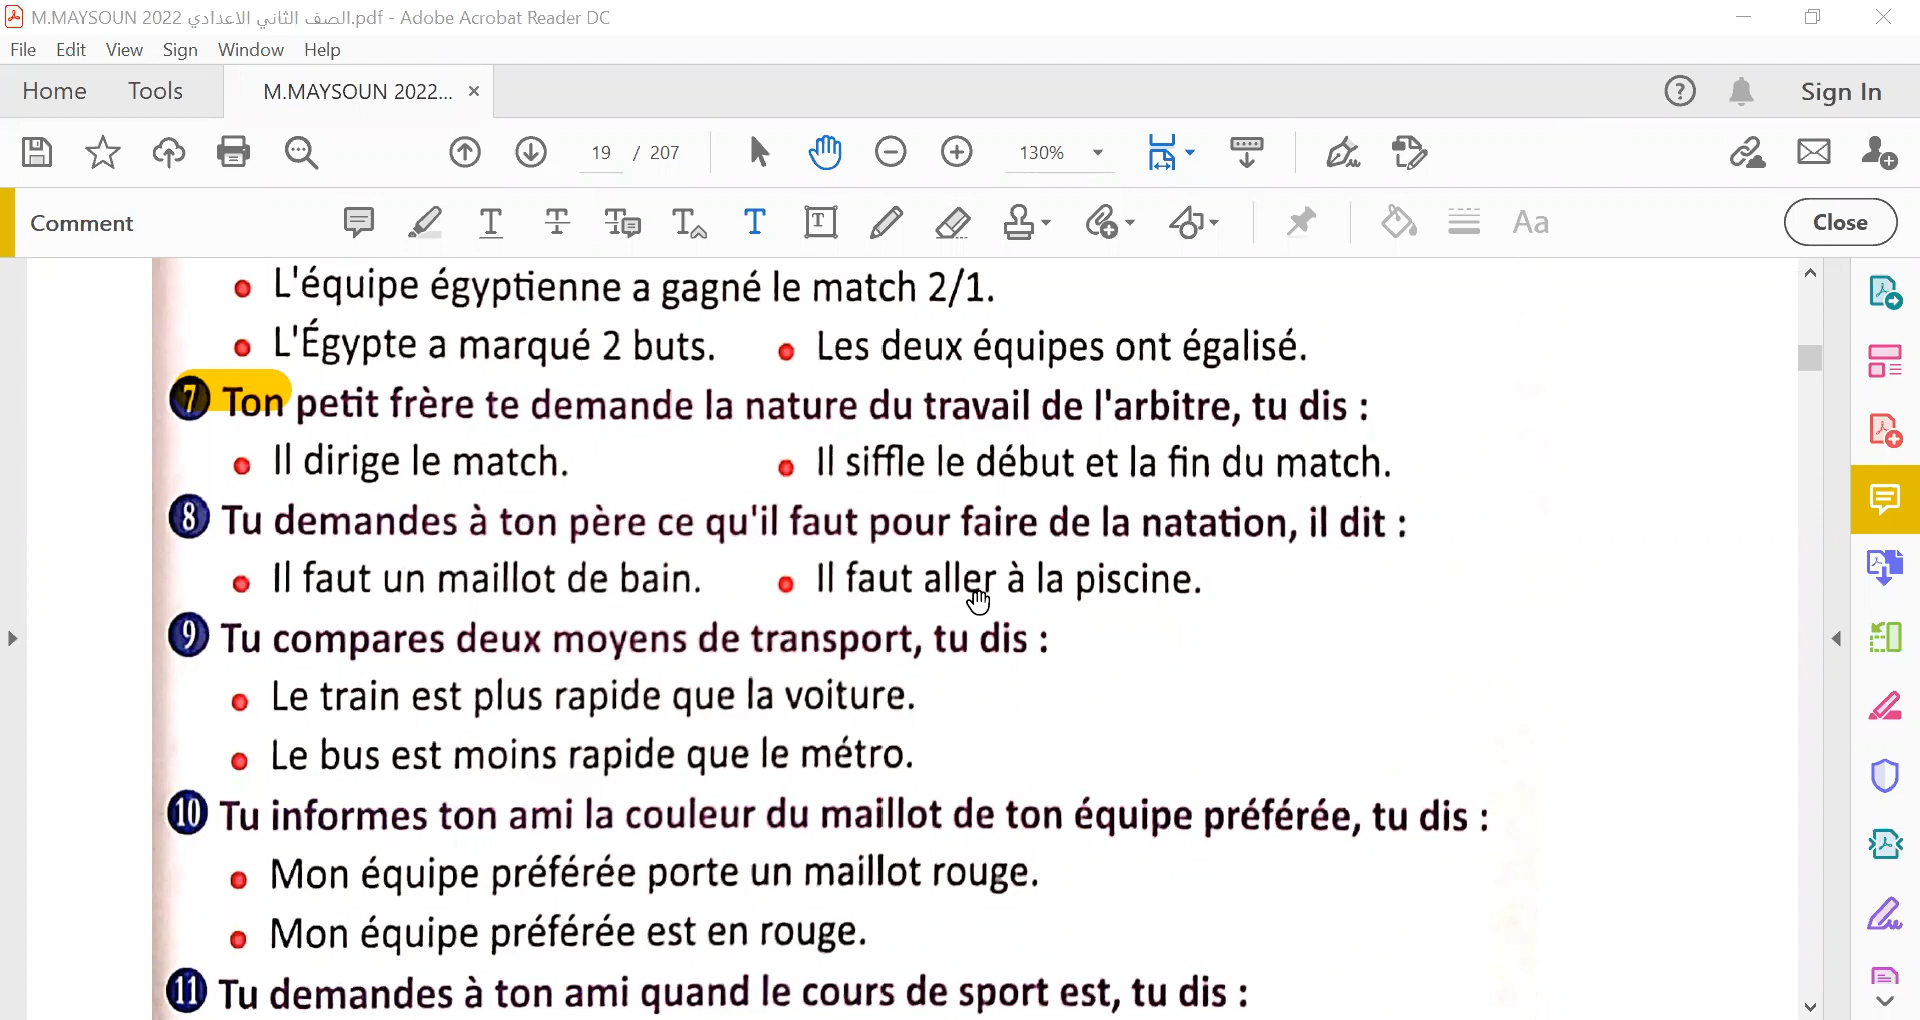 M.MAYSOUN 2022 الصف الثاني الاعدادي.pdf - Adobe Acrobat Reader DC
File Edit View Sign Window Help
Home Tools M.MAYSOUN 2022... × Sign In
19 / 207 130%
Comment Aa Close
L'équipe égyptienne a gagné le match 2/1.
L'Égypte a marqué 2 buts. Les deux équipes ont égalisé.
7 Ton petit frère te demande la nature du travail de l'arbitre, tu dis :
Il dirige le match. Il siffle le début et la fin du match.
8 Tu demandes à ton père ce qu'il faut pour faire de la natation, il dit :
Il faut un maillot de bain. Il faut aller à la piscine.
9 Tu compares deux moyens de transport, tu dis :
Le train est plus rapide que la voiture.
Le bus est moins rapide que le métro.
10 Tu informes ton ami la couleur du maillot de ton équipe préférée, tu dis :
Mon équipe préférée porte un maillot rouge.
Mon équipe préférée est en rouge.
11 Tu demandes à ton ami quand le cours de sport est, tu dis :